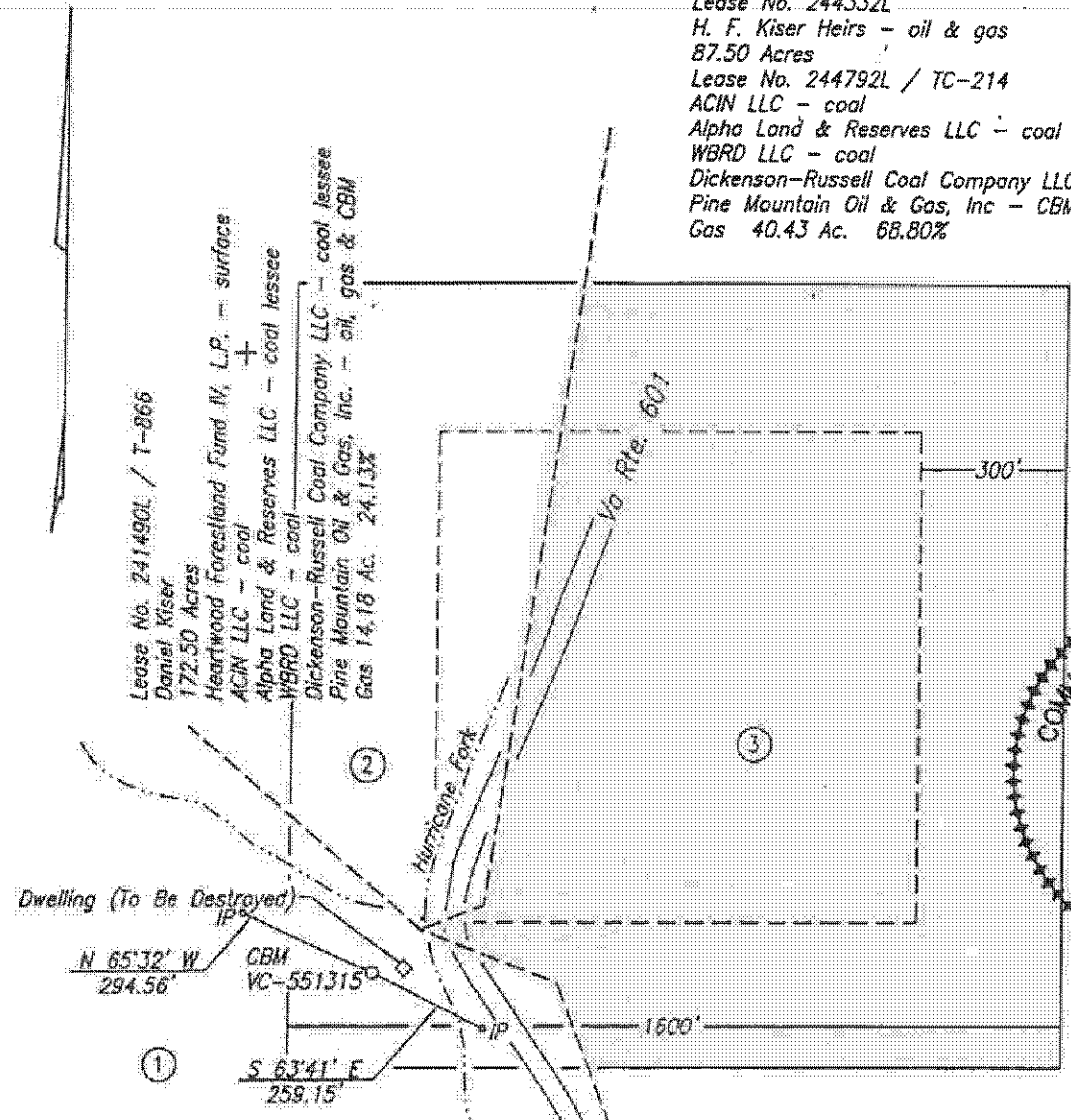 Lease No. 244332L
H. F. Kiser Heirs - oil & gas
87.50 Acres
Lease No. 244792L / TC-214
ACIN LLC - coal
Alpha Land & Reserves LLC - coal
WBRD LLC - coal
Dickenson-Russell Coal Company LLC
Pine Mountain Oil & Gas, Inc - CBM
Gas 40.43 Ac. 68.80%
Lease No. 241490L / T-866
Daniel Kiser
172.50 Acres
Heartwood Forestland Fund IV, L.P. - surface
ACIN LLC - coal
Alpha Land & Reserves LLC - coal lessee
WBRD LLC - coal
Dickenson-Russell Coal Company LLC - coal lessee
Pine Mountain Oil & Gas, Inc. - oil, gas & CBM
Gas 14.18 Ac. 24.13%
Va Rte. 601
300'
2
3
Hurricane Fork
Dwelling (To Be Destroyed)
IP
N 65°32' W
294.56'
CBM
VC-551315
IP
1600'
1
S 63°41' E
259.15'